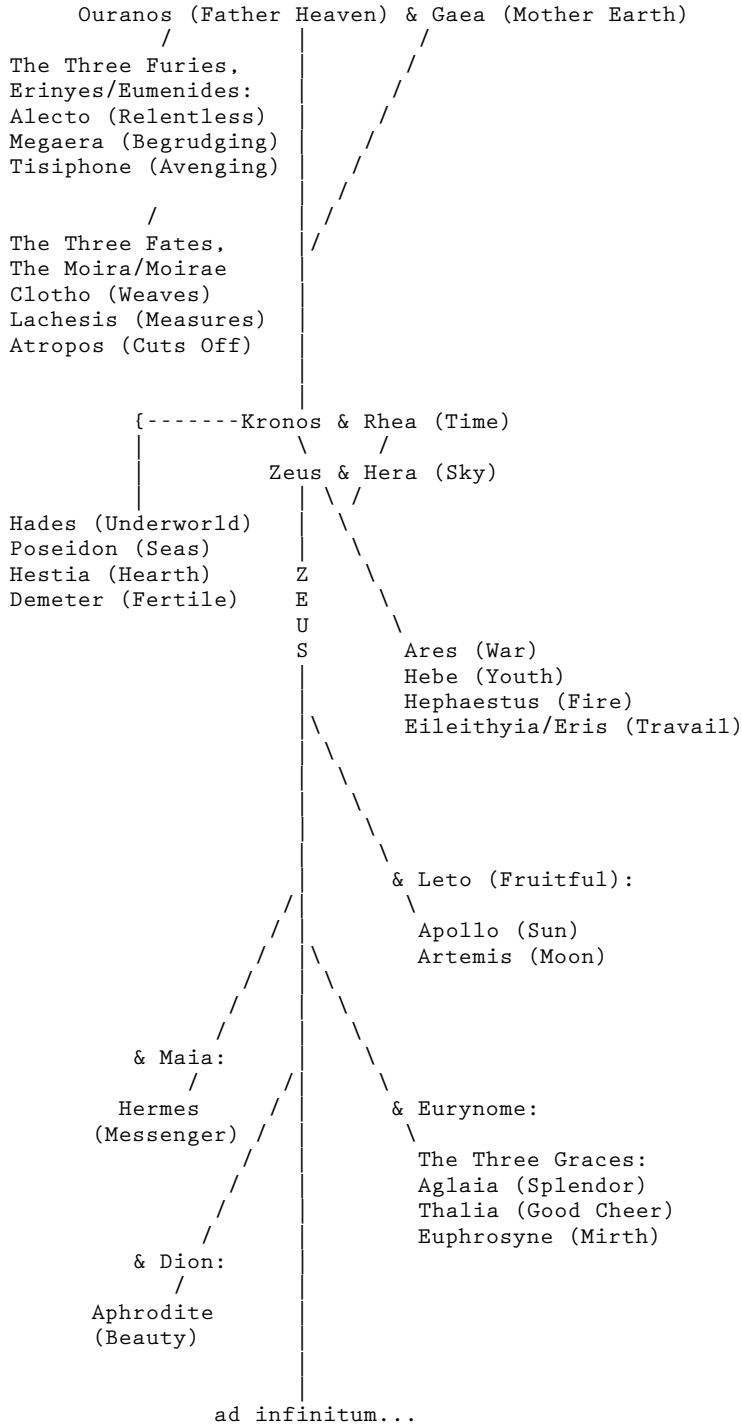 Ouranos (Father Heaven) & Gaea (Mother Earth)
The Three Furies,
Erinyes/Eumenides:
Alecto (Relentless)
Megaera (Begrudging)
Tisiphone (Avenging)
The Three Fates,
The Moira/Moirae
Clotho (Weaves)
Lachesis (Measures)
Atropos (Cuts Off)
{-------Kronos & Rhea (Time)
Zeus & Hera (Sky)
Hades (Underworld)
Poseidon (Seas)
Hestia (Hearth)
Demeter (Fertile)
Z
E
U
S
Ares (War)
Hebe (Youth)
Hephaestus (Fire)
Eileithyia/Eris (Travail)
& Leto (Fruitful):
Apollo (Sun)
Artemis (Moon)
& Maia:
Hermes
(Messenger)
& Eurynome:
The Three Graces:
Aglaia (Splendor)
Thalia (Good Cheer)
Euphrosyne (Mirth)
& Dion:
Aphrodite
(Beauty)
ad infinitum...